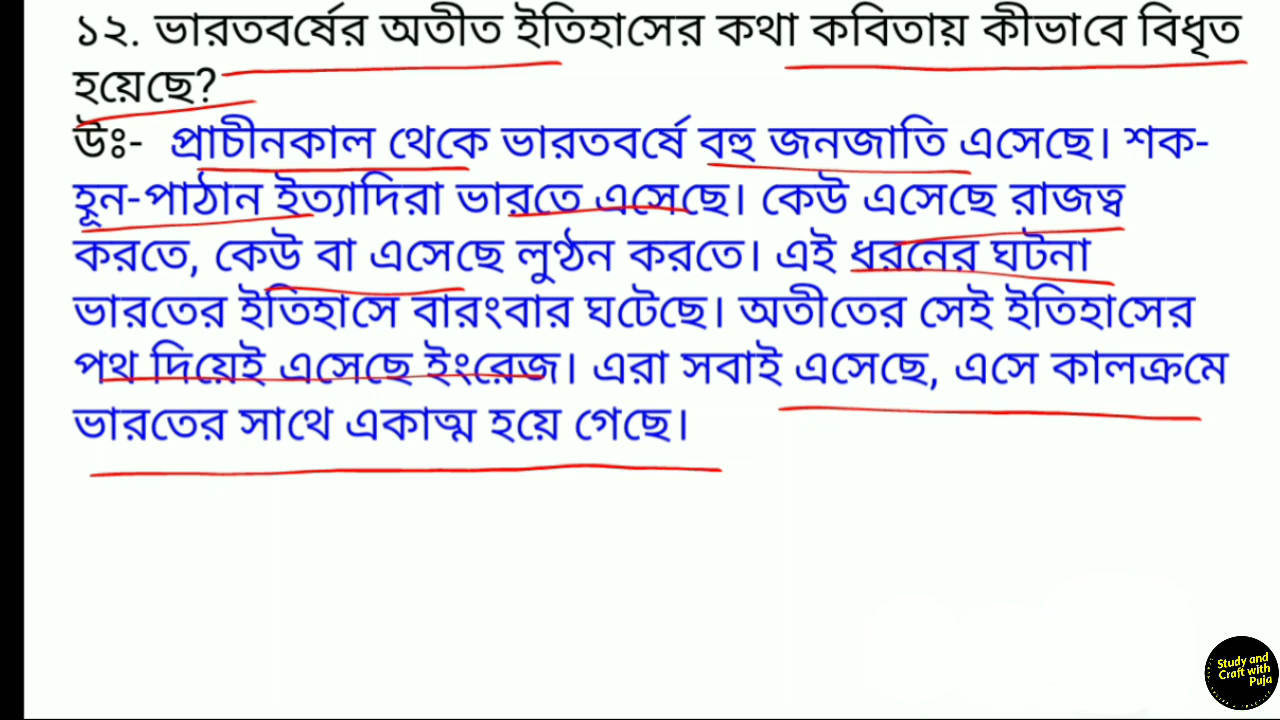 ১২. ভারতবর্ষের অতীত ইতিহাসের কথা কবিতায় কীভাবে বিধৃত
হয়েছে?
উঃ- প্রাচীনকাল থেকে ভারতবর্ষে বহু জনজাতি এসেছে। শক-
হূন-পাঠান ইত্যাদিরা ভারতে এসেছে। কেউ এসেছে রাজত্ব
করতে, কেউ বা এসেছে লুণ্ঠন করতে। এই ধরনের ঘটনা
ভারতের ইতিহাসে বারংবার ঘটেছে। অতীতের সেই ইতিহাসের
পথ দিয়েই এসেছে ইংরেজ। এরা সবাই এসেছে, এসে কালক্রমে
ভারতের সাথে একাত্ম হয়ে গেছে।
Study and
Craft with
Puja